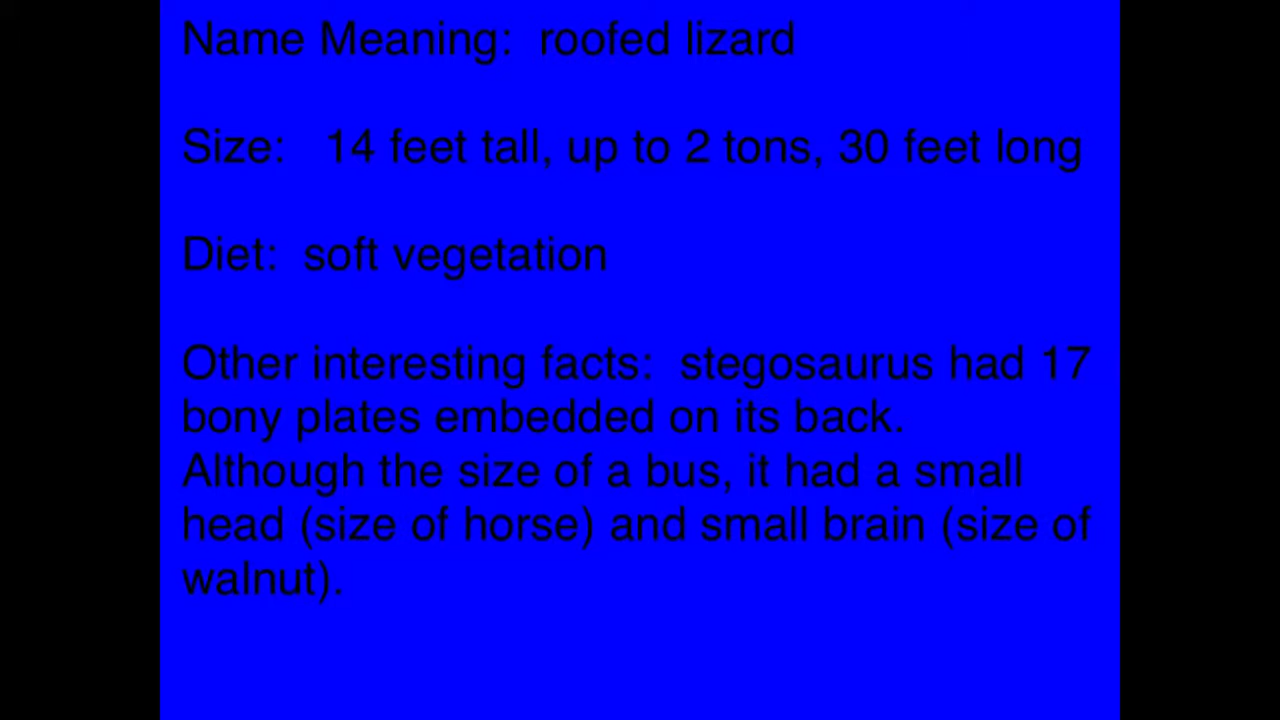 Name Meaning:  roofed lizard
Size:   14 feet tall, up to 2 tons, 30 feet long
Diet:  soft vegetation
Other interesting facts:  stegosaurus had 17
bony plates embedded on its back.
Although the size of a bus, it had a small
head (size of horse) and small brain (size of
walnut).